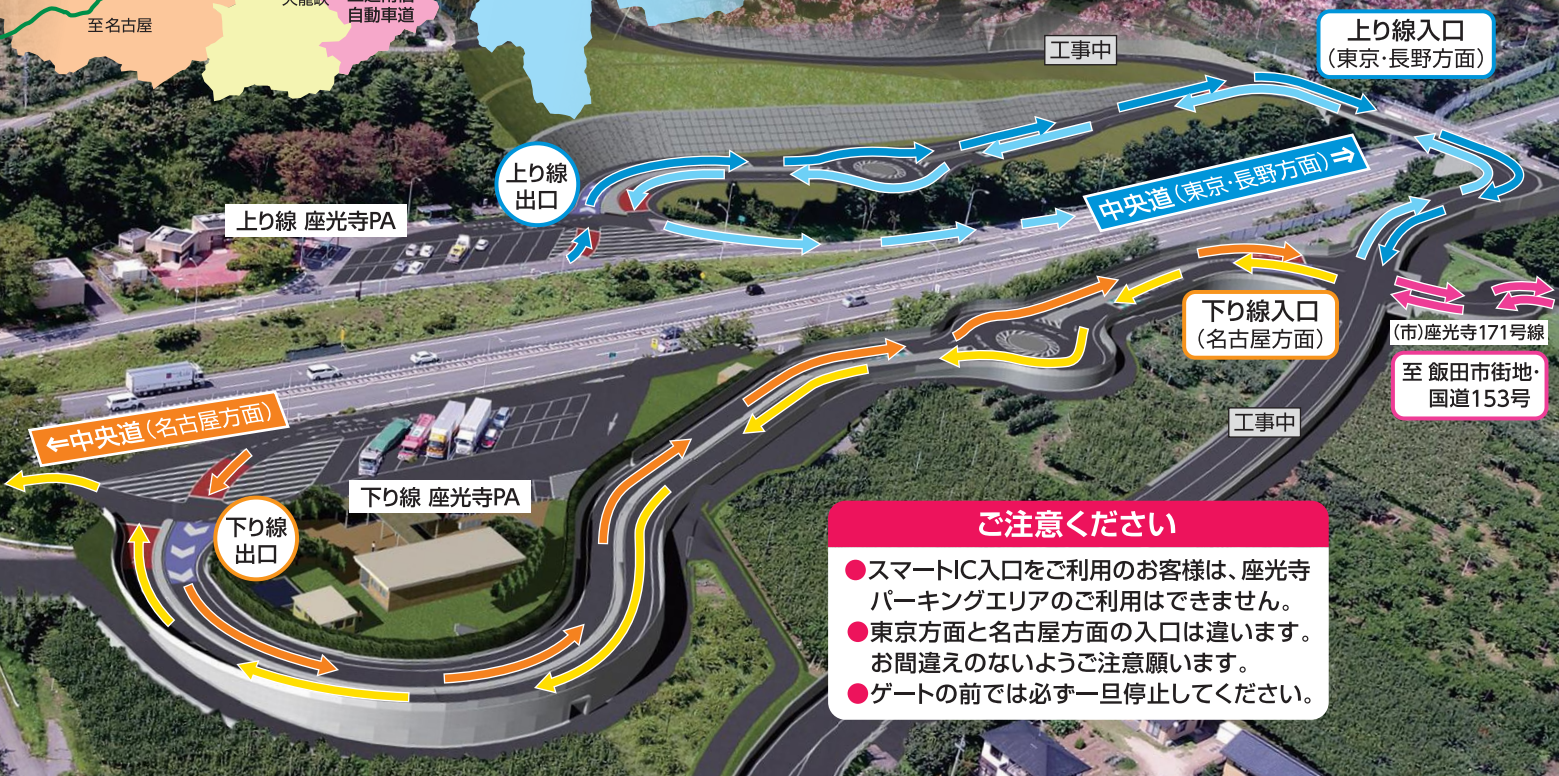 至名古屋
自動車道
工事中
上り線入口
(東京・長野方面)
上り線
出口
上り線 座光寺PA
中央道(東京・長野方面)⇒
下り線入口
(名古屋方面)
(市)座光寺171号線
至 飯田市街地・
国道153号
工事中
⇐中央道(名古屋方面)
下り線 座光寺PA
下り線
出口
ご注意ください
●スマートIC入口をご利用のお客様は、座光寺
パーキングエリアのご利用はできません。
●東京方面と名古屋方面の入口は違います。
お間違えのないようご注意願います。
●ゲートの前では必ず一旦停止してください。